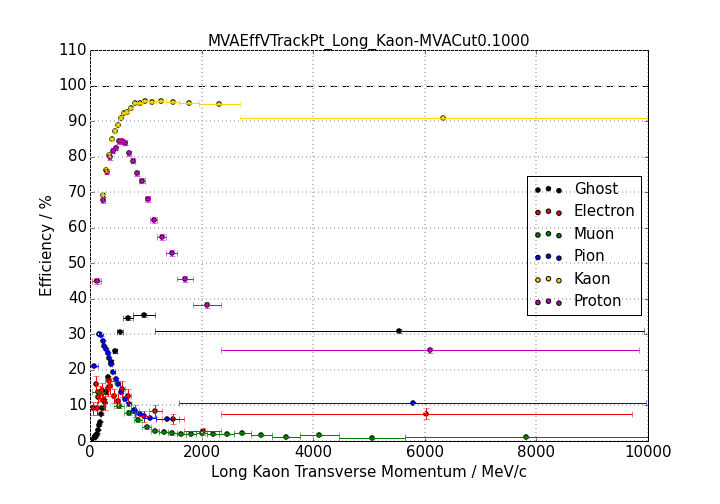 MVAEffVTrackPt_Long_Kaon-MVACut0.1000
110
100
90
80
70
60
50
40
30
20
10
0
Efficiency / %
Ghost
Electron
Muon
Pion
Kaon
Proton
0 2000 4000 6000 8000 10000
Long Kaon Transverse Momentum / MeV/c